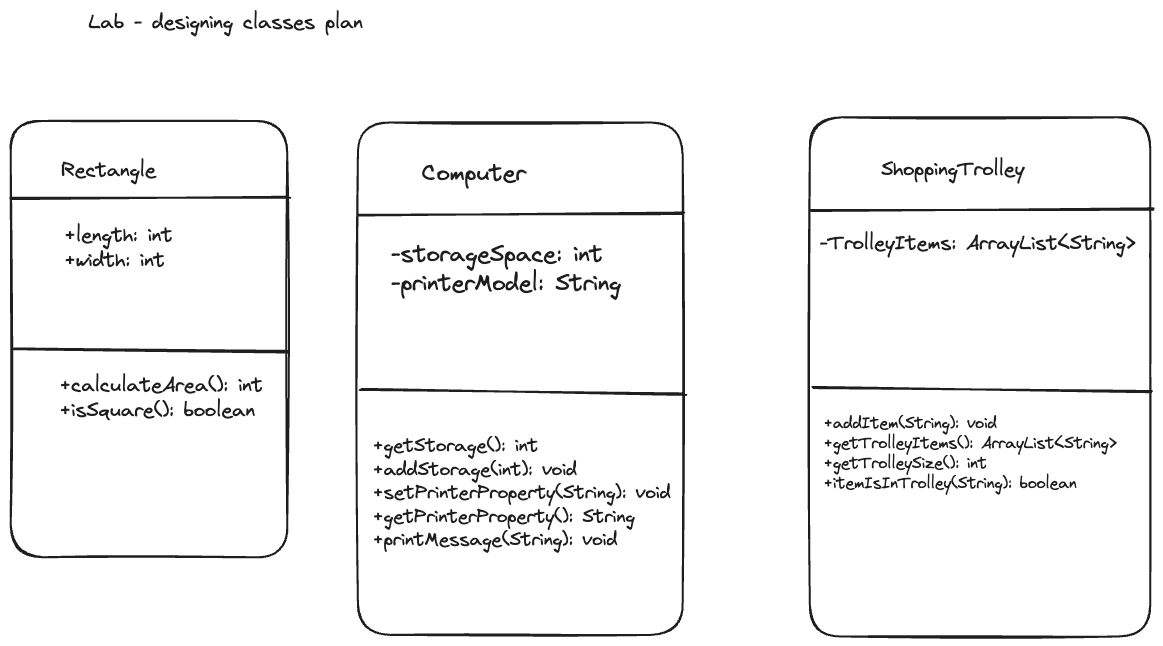 Lab - designing classes plan
Rectangle
+length: int
+width: int
+calculateArea(): int
+isSquare(): boolean
Computer
-storageSpace: int
-printerModel: String
+getStorage(): int
+addStorage(int): void
+setPrinterProperty(String): void
+getPrinterProperty(): String
+printMessage(String): void
ShoppingTrolley
-TrolleyItems: ArrayList<String>
+addItem(String): void
+getTrolleyItems(): ArrayList<String>
+getTrolleySize(): int
+itemIsInTrolley(String): boolean